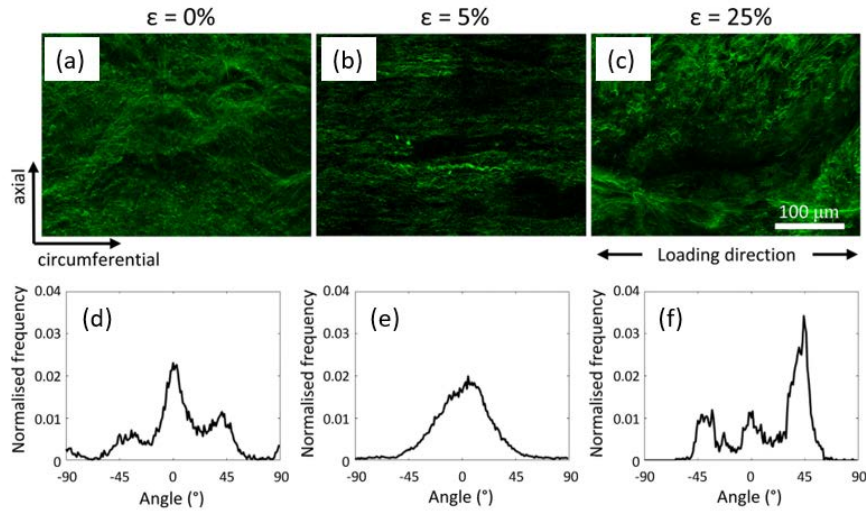 ε = 0% ε = 5% ε = 25%
(a) (b) (c)
axial
circumferential
100 μm
Loading direction
(d) (e) (f)
Normalised frequency
0.04
0.03
0.02
0.01
0
-90 -45 0 45 90
Angle (°)
Normalised frequency
0.04
0.03
0.02
0.01
0
-90 -45 0 45 90
Angle (°)
Normalised frequency
0.04
0.03
0.02
0.01
0
-90 -45 0 45 90
Angle (°)